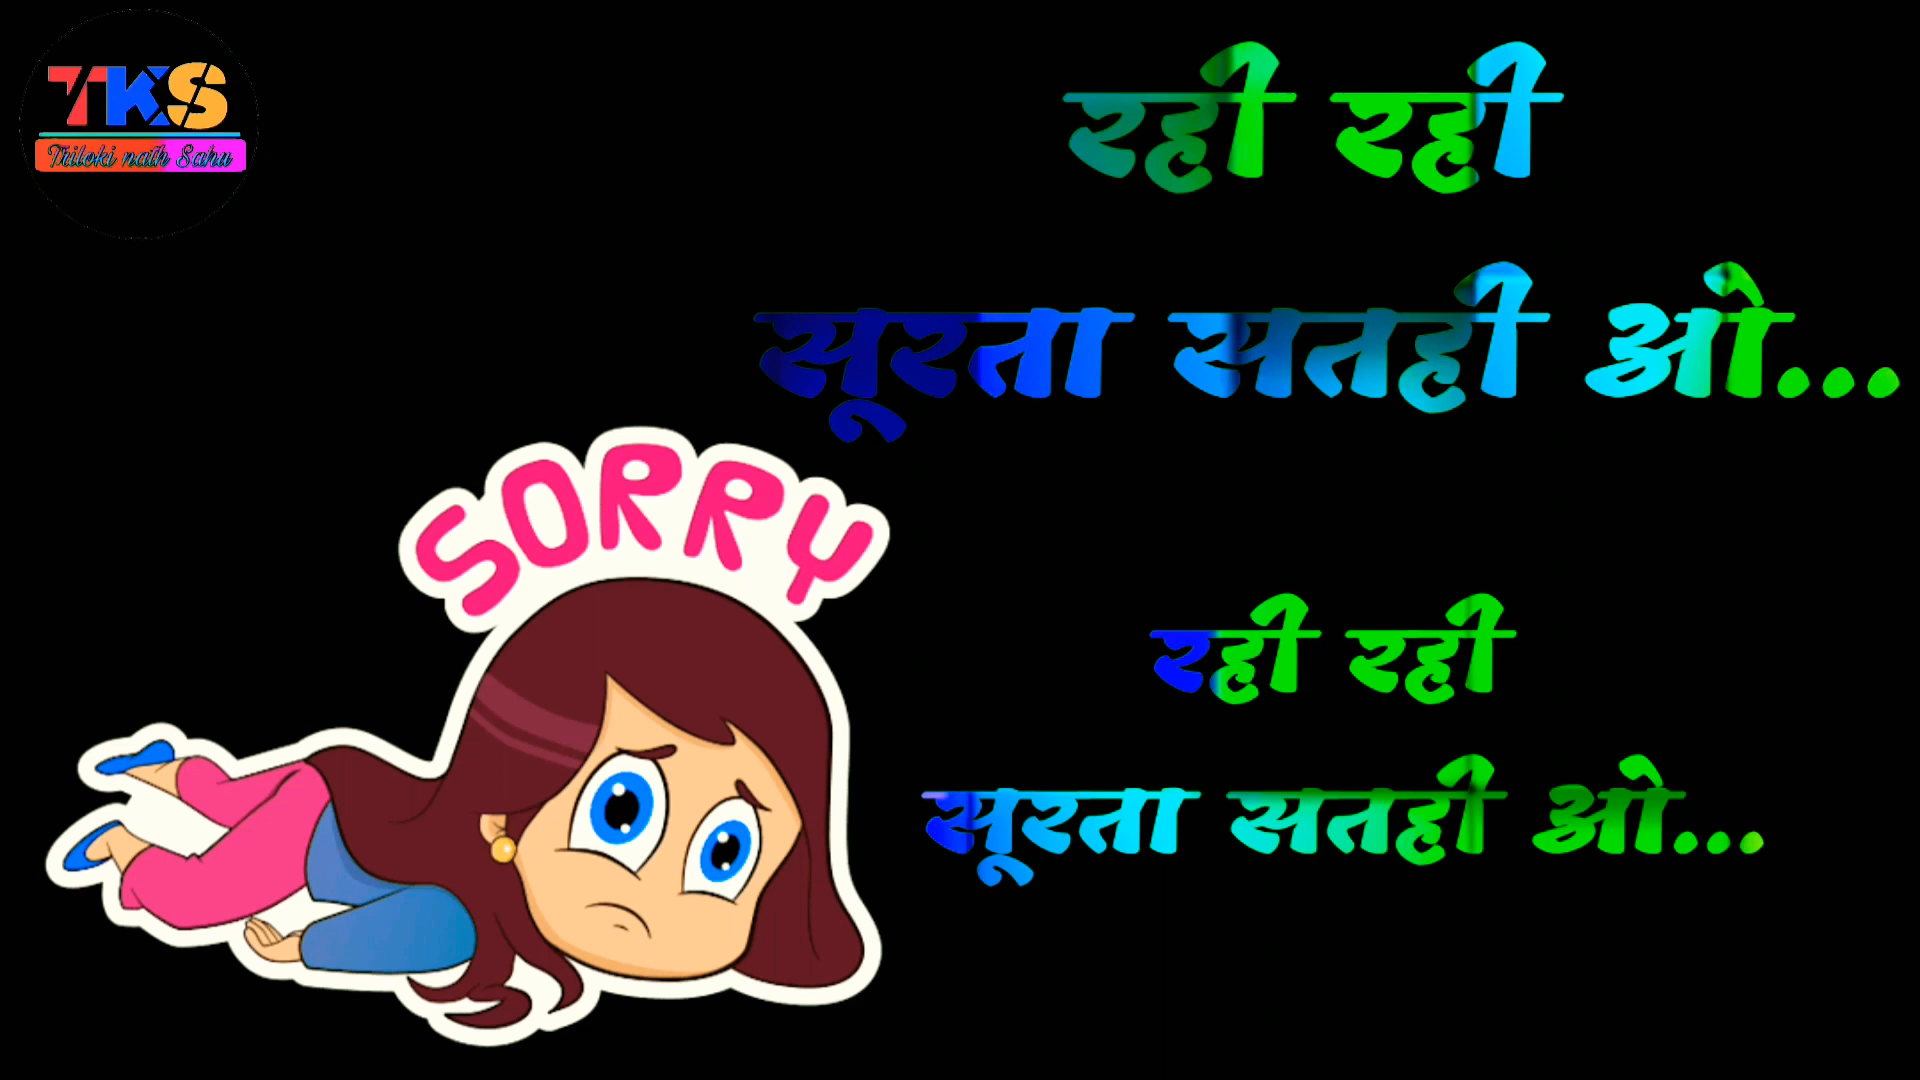 TKS
Triloki nath Sahu
रही रही
सूरता सतही ओ...
SORRY
रही रही
सूरता सतही ओ...